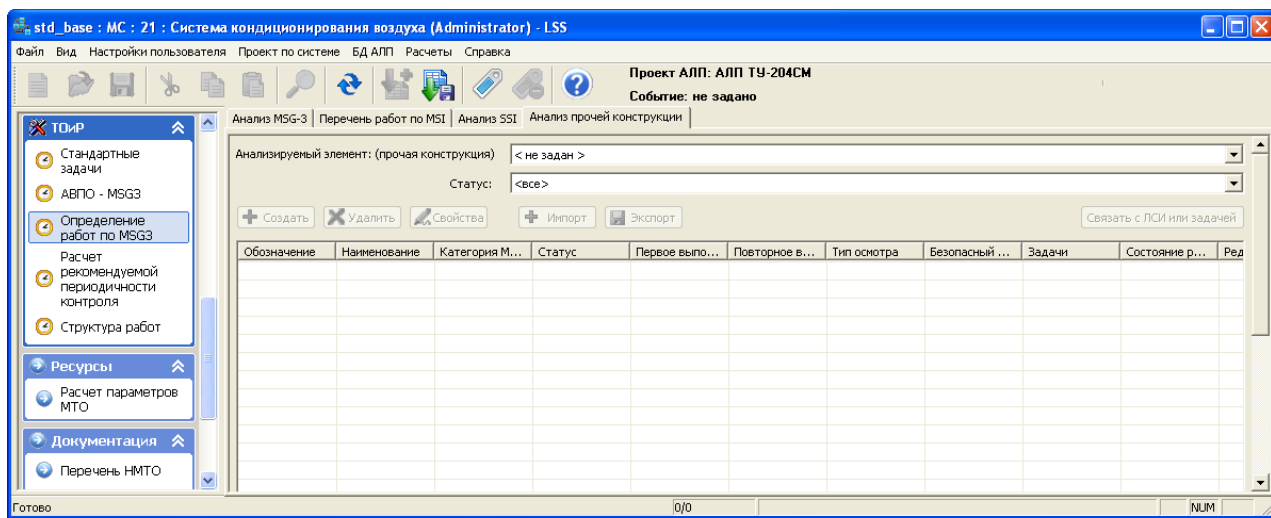 std_base : МС : 21 : Система кондиционирования воздуха (Administrator) - LSS
Файл Вид Настройки пользователя Проект по системе БД АЛП Расчеты Справка
Проект АЛП: АЛП ТУ-204СМ
Событие: не задано
ТОиР
Стандартные
задачи
АВПО - MSG3
Определение
работ по MSG3
Расчет
рекомендуемой
периодичности
контроля
Структура работ
Ресурсы
Расчет параметров
МТО
Документация
Перечень НМТО
Анализ MSG-3 Перечень работ по MSI Анализ SSI Анализ прочей конструкции
Анализируемый элемент: (прочая конструкция) < не задан >
Статус: <все>
Создать Удалить Свойства Импорт Экспорт Связать с ЛСИ или задачей
Обозначение Наименование Категория М... Статус Первое выпо... Повторное в... Тип осмотра Безопасный ... Задачи Состояние р... Ред
Готово 0/0 NUM